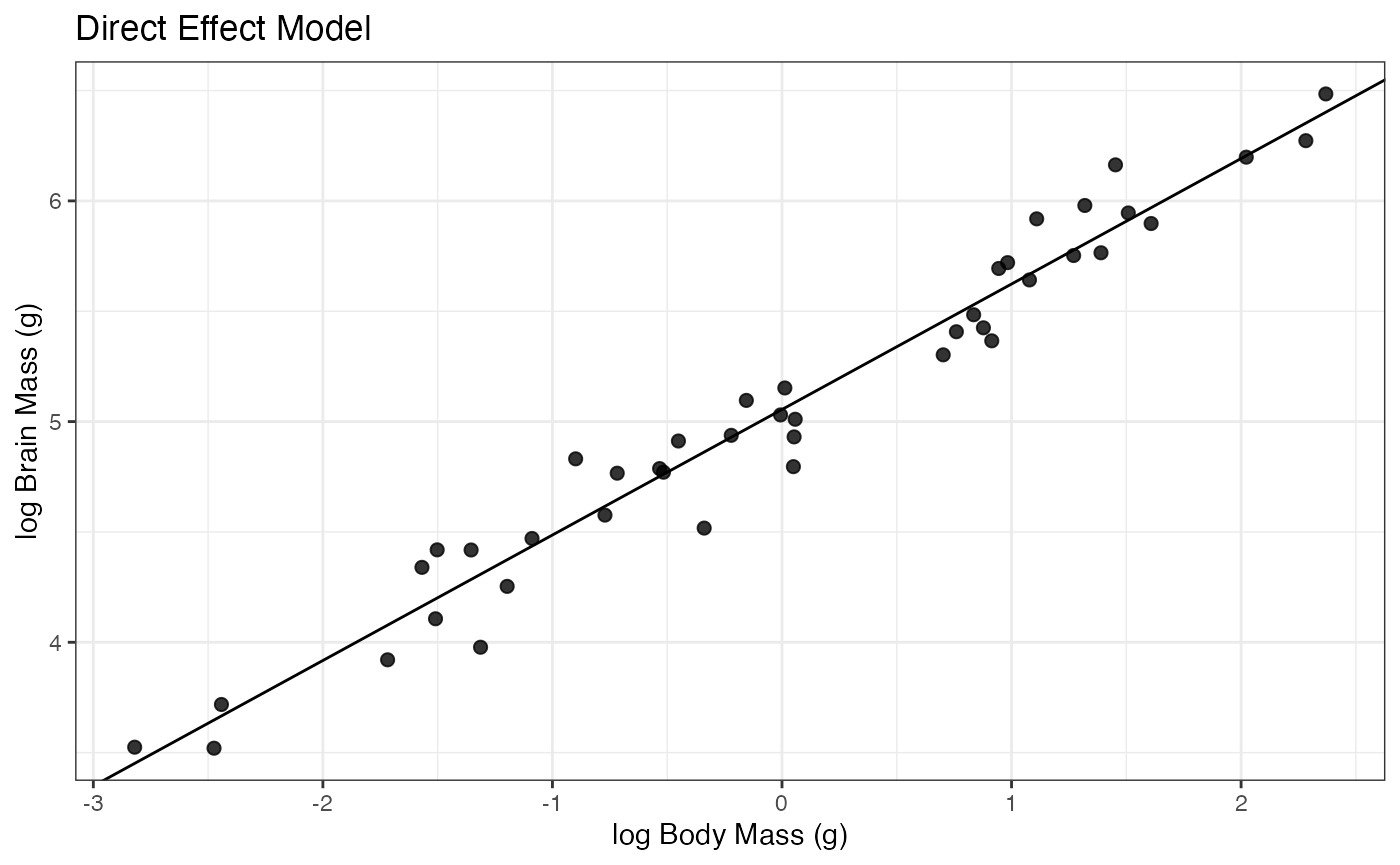 Direct Effect Model
log Brain Mass (g)
6
5
4
-3 -2 -1 0 1 2
log Body Mass (g)